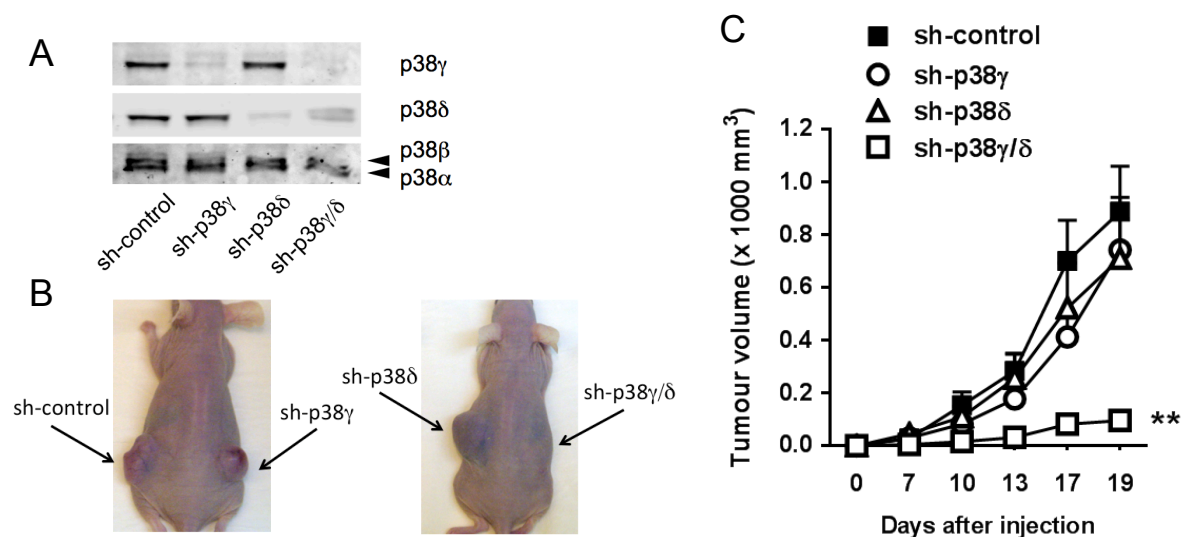 A
p38γ
p38δ
p38β
p38α
sh-control
sh-p38γ
sh-p38δ
sh-p38γ/δ
B
sh-control
sh-p38γ
sh-p38δ
sh-p38γ/δ
C
sh-control
sh-p38γ
sh-p38δ
sh-p38γ/δ
Tumour volume (x 1000 mm³)
1.2
1.0
0.8
0.6
0.4
0.2
0.0
**
0 7 10 13 17 19
Days after injection